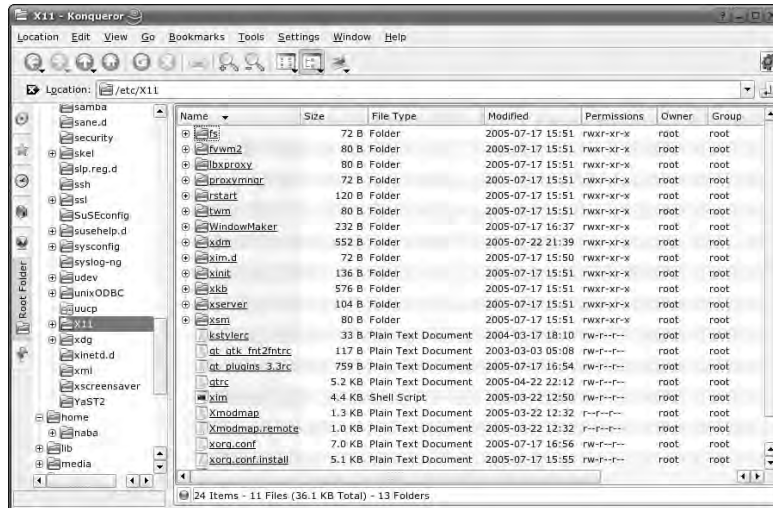 X11 - Konqueror
Location Edit View Go Bookmarks Tools Settings Window Help
Location: /etc/X11
samba
sane.d
security
skel
slp.reg.d
ssh
ssl
SuSEconfig
susehelp.d
sysconfig
syslog-ng
udev
unixODBC
uucp
X11
xdg
xinetd.d
xml
xscreensaver
YaST2
home
naba
lib
media
Root Folder
Name Size File Type Modified Permissions Owner Group
fs 72 B Folder 2005-07-17 15:51 rwxr-xr-x root root
fvwm2 80 B Folder 2005-07-17 15:51 rwxr-xr-x root root
lbxproxy 80 B Folder 2005-07-17 15:51 rwxr-xr-x root root
proxymngr 72 B Folder 2005-07-17 15:51 rwxr-xr-x root root
rstart 120 B Folder 2005-07-17 15:51 rwxr-xr-x root root
twm 80 B Folder 2005-07-17 15:51 rwxr-xr-x root root
WindowMaker 232 B Folder 2005-07-17 16:37 rwxr-xr-x root root
xdm 552 B Folder 2005-07-22 21:39 rwxr-xr-x root root
xim.d 72 B Folder 2005-07-17 15:50 rwxr-xr-x root root
xinit 136 B Folder 2005-07-17 15:51 rwxr-xr-x root root
xkb 576 B Folder 2005-07-17 15:51 rwxr-xr-x root root
xserver 104 B Folder 2005-07-17 15:51 rwxr-xr-x root root
xsm 80 B Folder 2005-07-17 15:51 rwxr-xr-x root root
kstylerc 33 B Plain Text Document 2004-03-17 18:10 rw-r--r-- root root
qt_gtk_fnt2fntrc 117 B Plain Text Document 2003-03-03 05:08 rw-r--r-- root root
qt_plugins_3.3rc 759 B Plain Text Document 2005-07-17 16:54 rw-r--r-- root root
qtrc 5.2 KB Plain Text Document 2005-04-22 22:12 rw-r--r-- root root
xim 4.4 KB Shell Script 2005-03-22 12:50 rw-r--r-- root root
Xmodmap 1.3 KB Plain Text Document 2005-03-22 12:32 r--r--r-- root root
Xmodmap.remote 1.0 KB Plain Text Document 2005-03-22 12:32 r--r--r-- root root
xorg.conf 7.0 KB Plain Text Document 2005-07-17 16:56 rw-r--r-- root root
xorg.conf.install 5.1 KB Plain Text Document 2005-07-17 15:55 rw-r--r-- root root
24 Items - 11 Files (36.1 KB Total) - 13 Folders